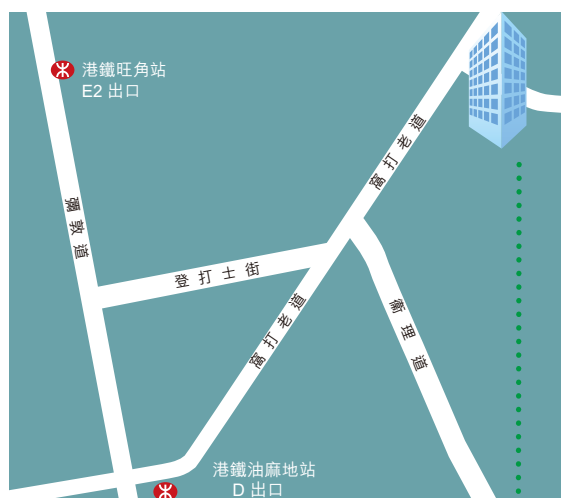 港鐵旺角站
E2 出口
窩打老道
彌敦道
登打士街
窩打老道
衞理道
港鐵油麻地站
D 出口